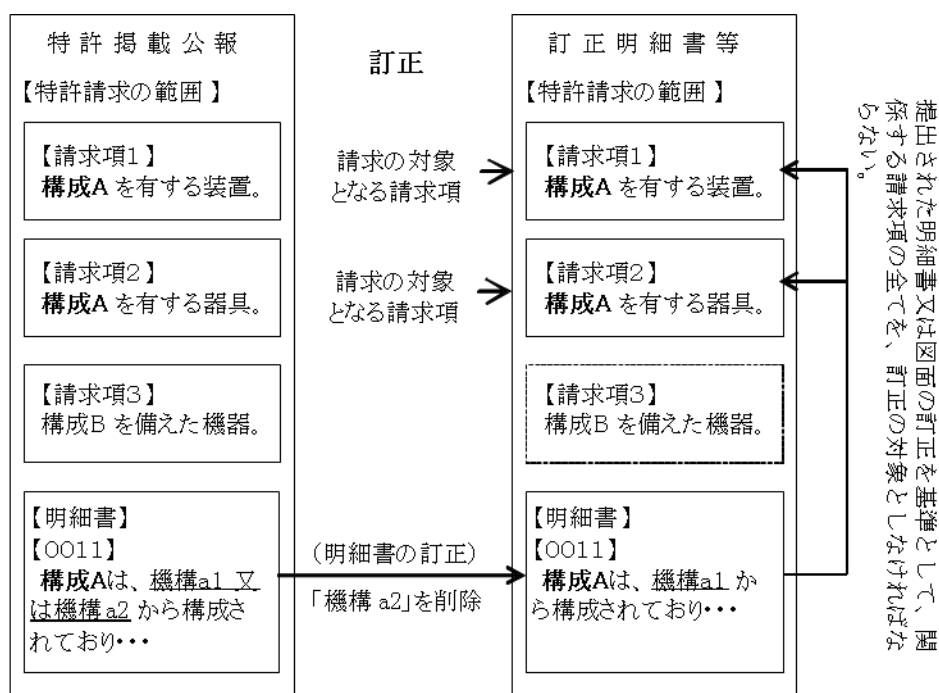 特許掲載公報
【特許請求の範囲】
【請求項1】
構成A を有する装置。
【請求項2】
構成A を有する器具。
【請求項3】
構成B を備えた機器。
【明細書】
【0011】
構成Aは、機構a1 又
は機構a2 から構成さ
れており・・・
訂正
請求の対象
となる請求項
請求の対象
となる請求項
(明細書の訂正)
「機構 a2」を削除
訂正明細書等
【特許請求の範囲】
【請求項1】
構成A を有する装置。
【請求項2】
構成A を有する器具。
【請求項3】
構成B を備えた機器。
【明細書】
【0011】
構成Aは、機構a1 か
ら構成されており・・・
提出された明細書又は図面の訂正を基準として、関
係する請求項の全てを、訂正の対象としなければな
らない。